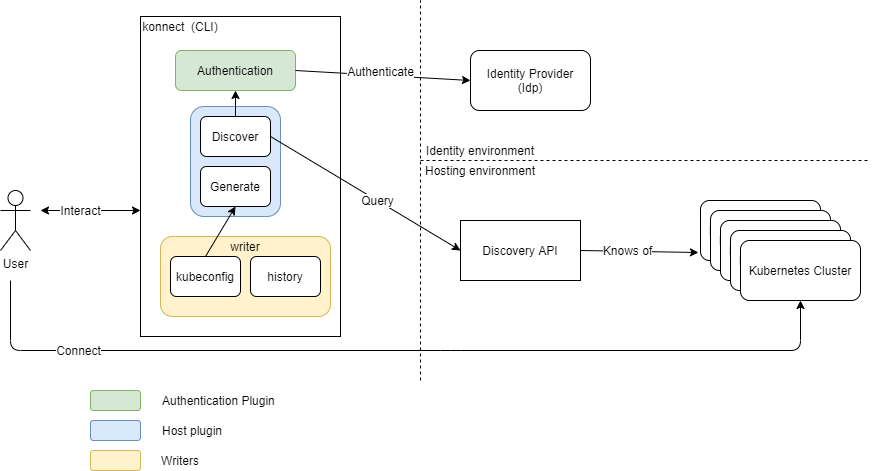 konnect (CLI)
Authentication
Authenticate
Identity Provider
(Idp)
Discover
Identity environment
Hosting environment
Generate
Query
Interact
User
writer
kubeconfig
history
Discovery API
Knows of
Kubernetes Cluster
Connect
Authentication Plugin
Host plugin
Writers